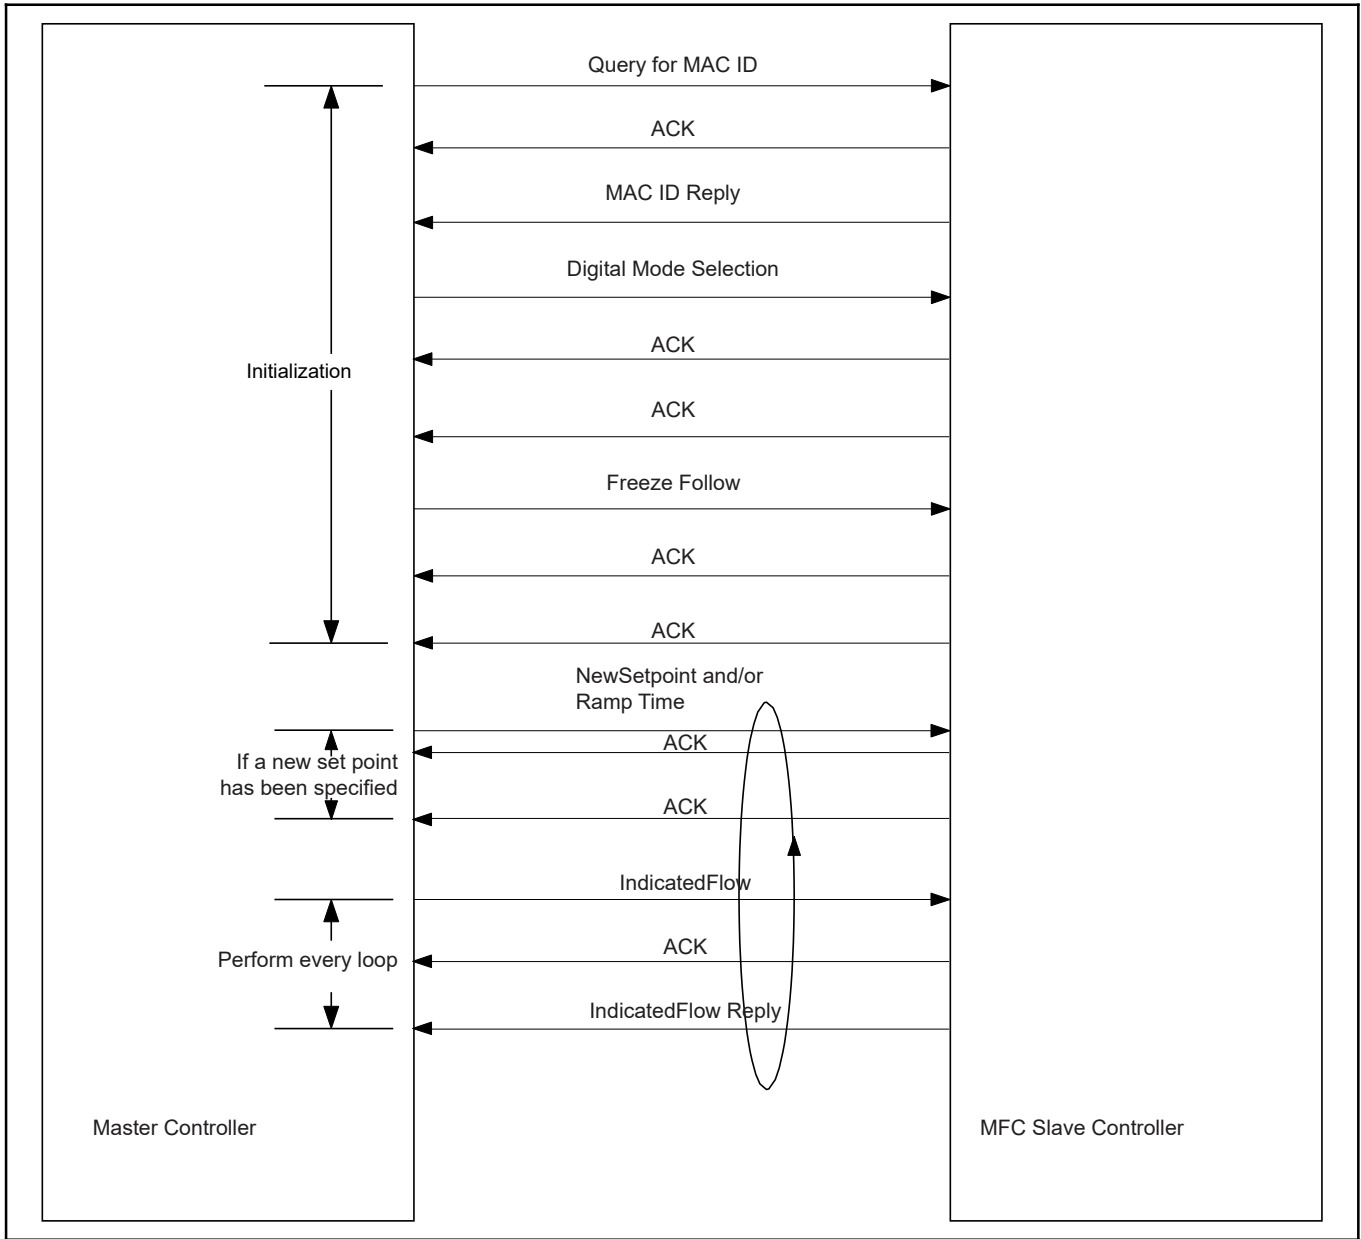 Query for MAC ID
ACK
MAC ID Reply
Digital Mode Selection
ACK
Initialization
ACK
Freeze Follow
ACK
ACK
NewSetpoint and/or
Ramp Time
ACK
If a new set point
has been specified
ACK
IndicatedFlow
ACK
Perform every loop
IndicatedFlow Reply
Master Controller
MFC Slave Controller